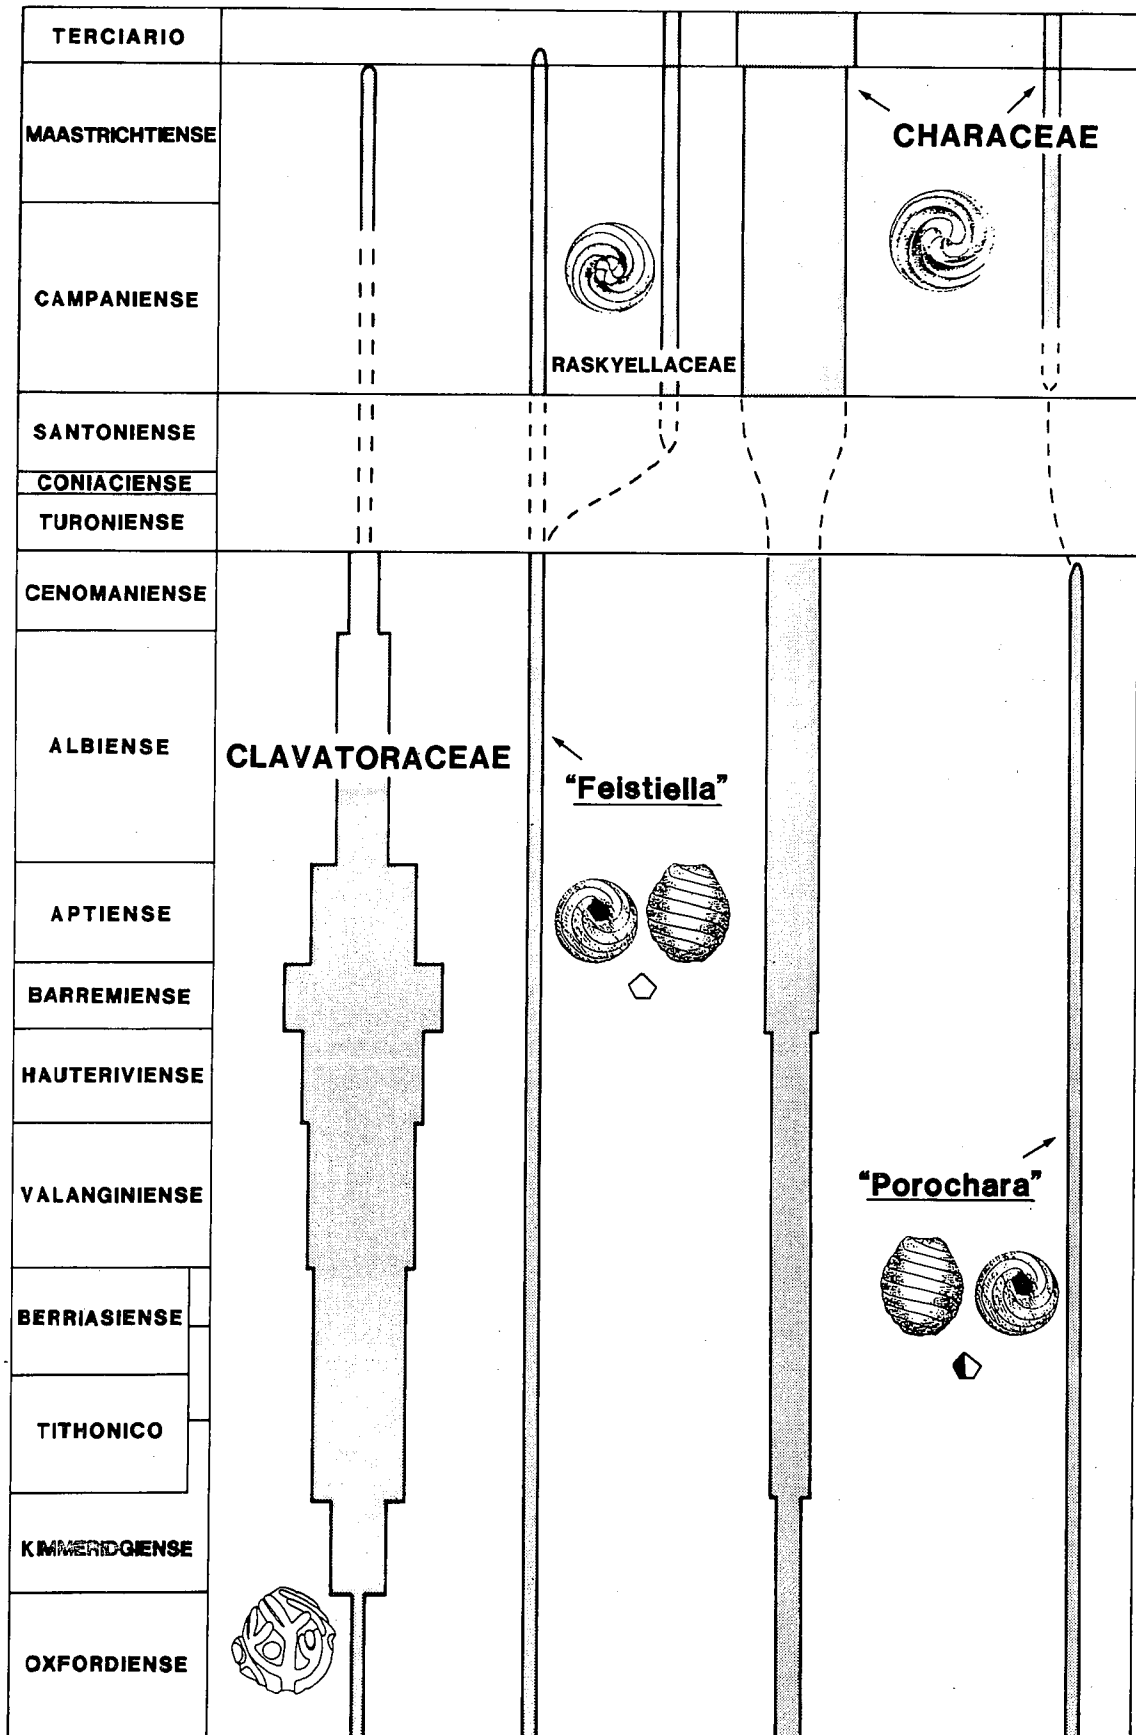 TERCIARIO
MAASTRICHTIENSE
CHARACEAE
CAMPANIENSE
RASKYELLACEAE
SANTONIENSE
CONIACIENSE
TURONIENSE
CENOMANIENSE
ALBIENSE
CLAVATORACEAE
"Feistiella"
APTIENSE
BARREMIENSE
HAUTERIVIENSE
VALANGINIENSE
"Porochara"
BERRIASIENSE
TITHONICO
KIMMERIDGIENSE
OXFORDIENSE